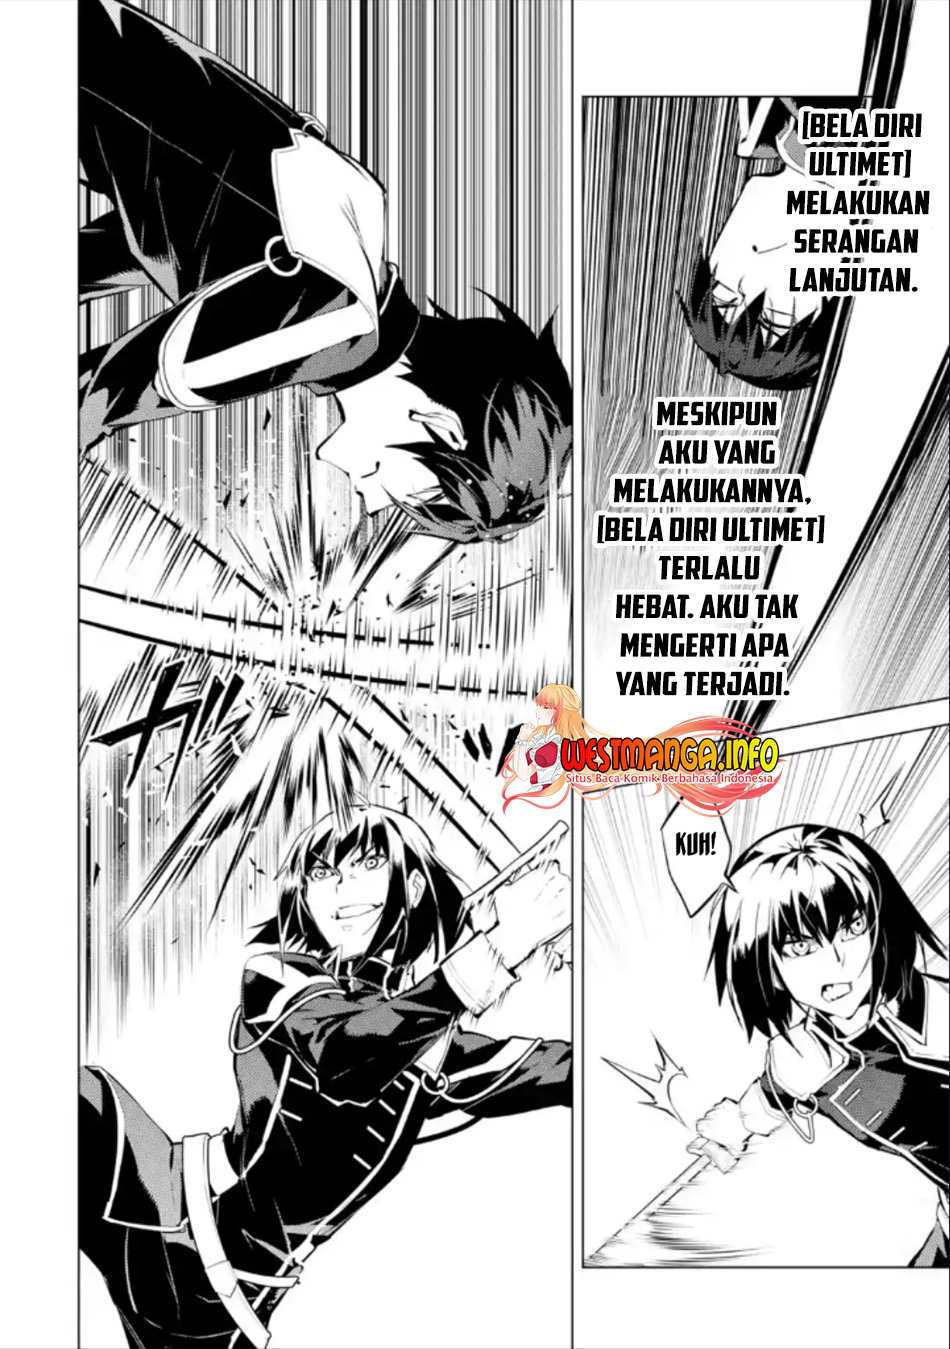 [BELA DIRI
ULTIMET]
MELAKUKAN
SERANGAN
LANJUTAN.
MESKIPUN
AKU YANG
MELAKUKANNYA,
[BELA DIRI ULTIMET]
TERLALU
HEBAT. AKU TAK
MENGERTI APA
YANG TERJADI.
WESTMANGA.INFO
Situs Baca Komik Berbahasa Indonesia
KUH!